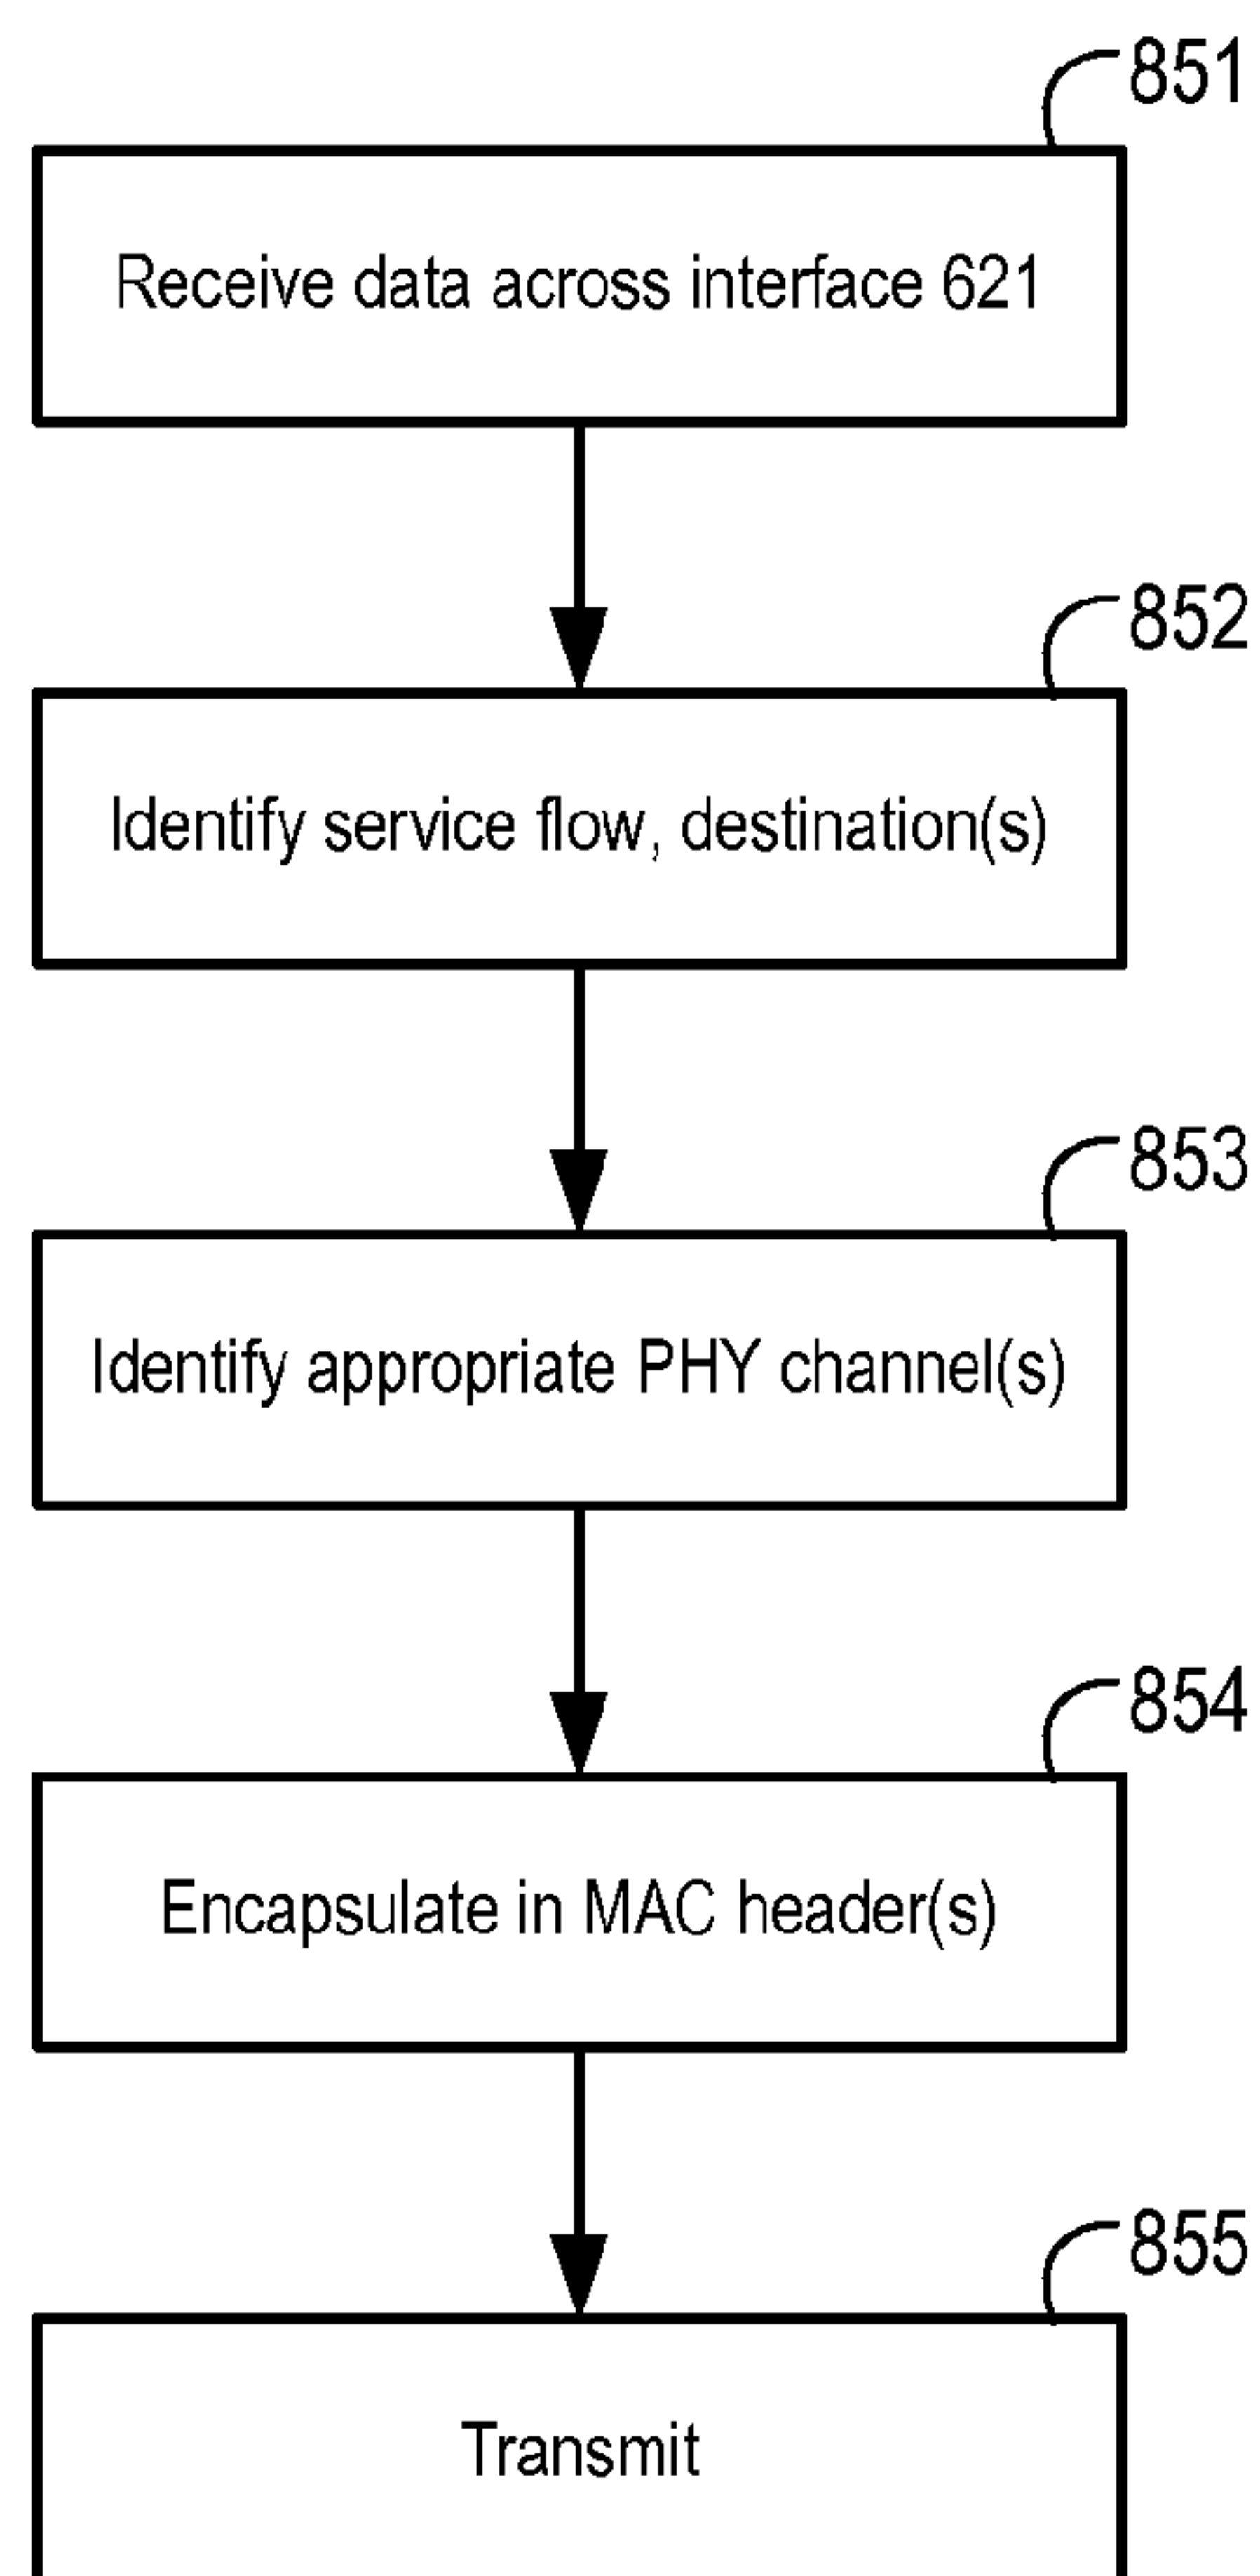 851
Receive data across interface 621
852
Identify service flow, destination(s)
853
Identify appropriate PHY channel(s)
854
Encapsulate in MAC header(s)
855
Transmit